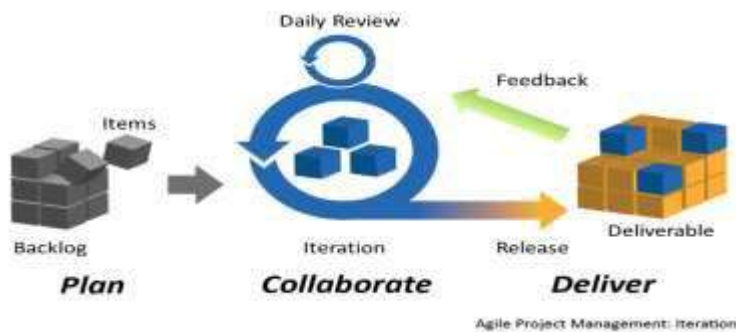 Daily Review
Feedback
Items
Backlog
Iteration
Release
Deliverable
Plan
Collaborate
Deliver
Agile Project Management: Iteration